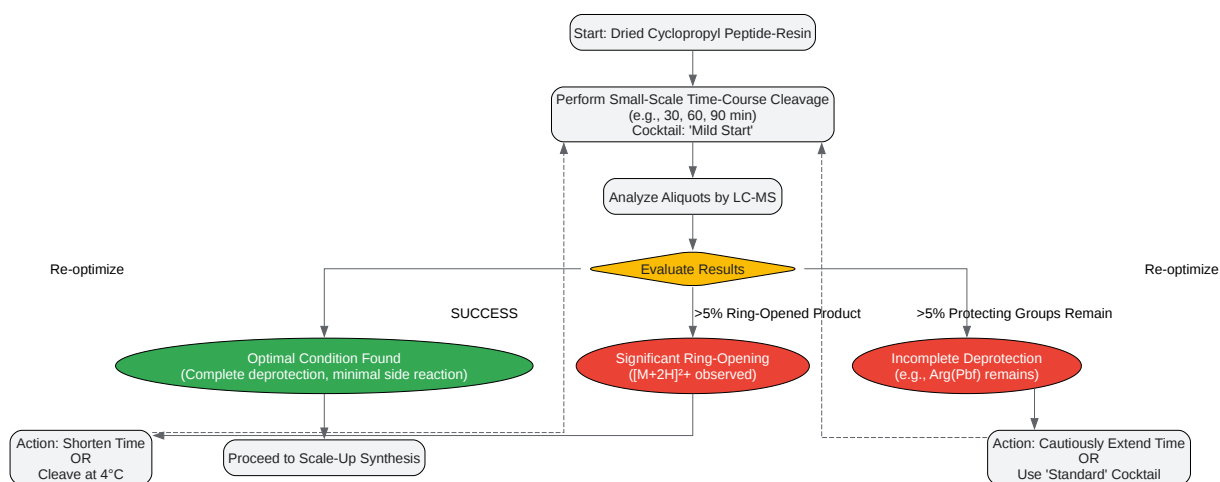 Start: Dried Cyclopropyl Peptide-Resin
Perform Small-Scale Time-Course Cleavage
(e.g., 30, 60, 90 min)
Cocktail: 'Mild Start'
Analyze Aliquots by LC-MS
Re-optimize
Evaluate Results
Re-optimize
SUCCESS
>5% Ring-Opened Product
>5% Protecting Groups Remain
Optimal Condition Found
(Complete deprotection, minimal side reaction)
Significant Ring-Opening
([M+2H]²+ observed)
Incomplete Deprotection
(e.g., Arg(Pbf) remains)
Action: Shorten Time
OR
Cleave at 4°C
Proceed to Scale-Up Synthesis
Action: Cautiously Extend Time
OR
Use 'Standard' Cocktail